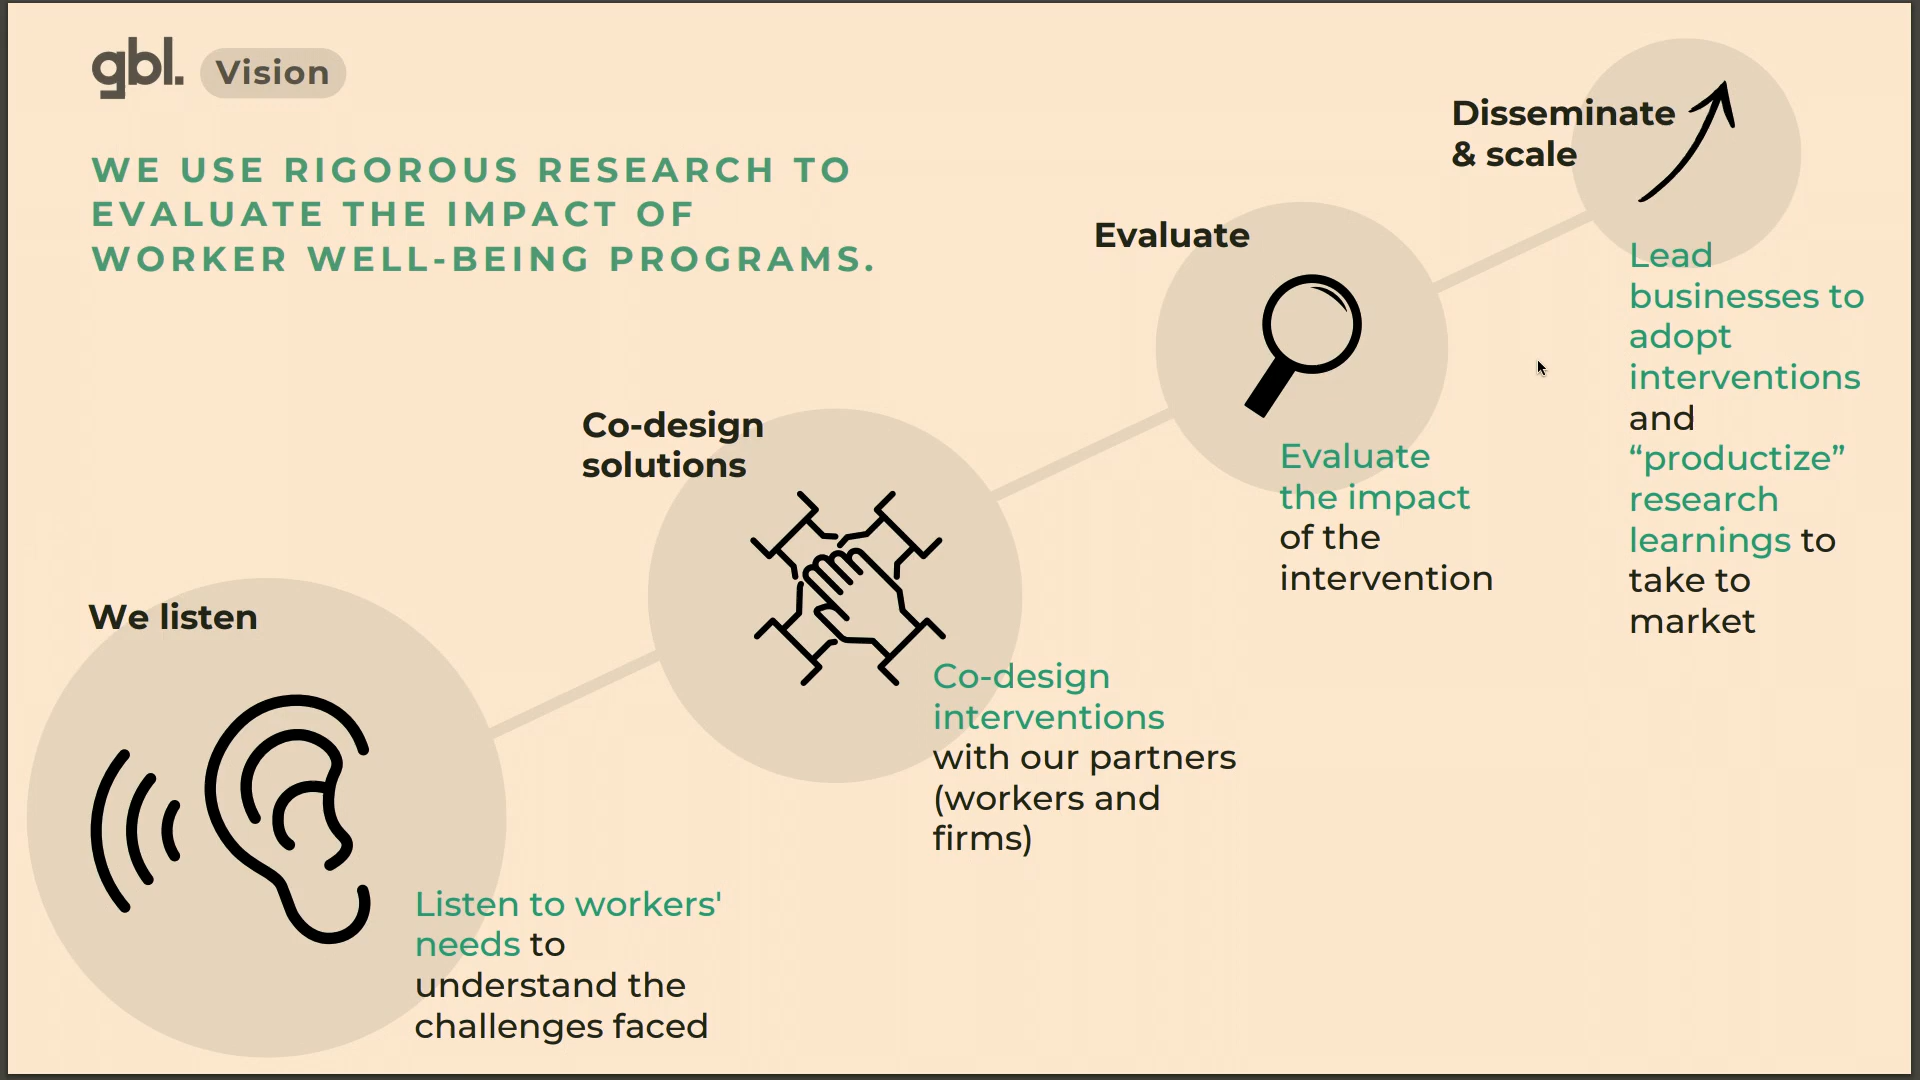 gbl.
Vision
WE USE RIGOROUS RESEARCH TO
EVALUATE THE IMPACT OF
WORKER WELL-BEING PROGRAMS.
We listen
Listen to workers'
needs to
understand the
challenges faced
Co-design
solutions
Co-design
interventions
with our partners
(workers and
firms)
Evaluate
Evaluate
the impact
of the
intervention
Disseminate
& scale
Lead
businesses to
adopt
interventions
and
“productize”
research
learnings to
take to
market